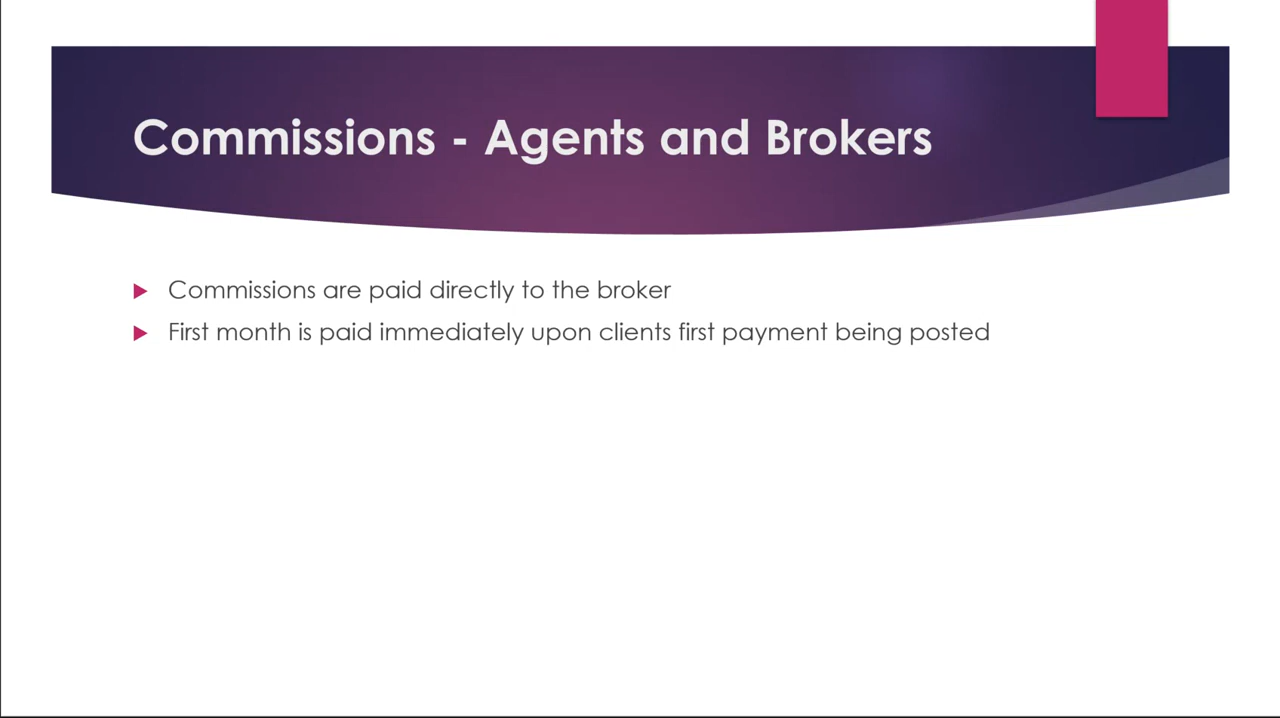 Commissions - Agents and Brokers
Commissions are paid directly to the broker
First month is paid immediately upon clients first payment being posted